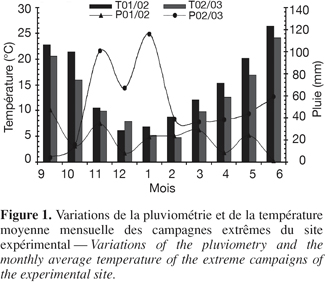 T01/02 T02/03
P01/02 P02/03
Température (°C)
30
25
20
15
10
5
0
140
120
100
80
60
40
20
0
Pluie (mm)
9 10 11 12 1 2 3 4 5 6
Mois
Figure 1. Variations de la pluviométrie et de la température
moyenne mensuelle des campagnes extrêmes du site
expérimental — Variations of the pluviometry and the
monthly average temperature of the extreme campaigns of
the experimental site.